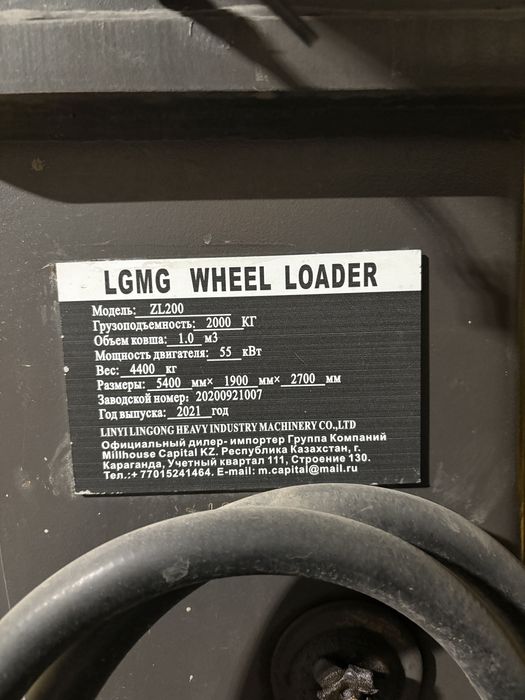 LGMG WHEEL LOADER
Модель: ZL200
Грузоподъемность: 2000 КГ
Объем ковша: 1.0 м3
Мощность двигателя: 55 кВт
Вес: 4400 кг
Размеры: 5400 мм× 1900 мм× 2700 мм
Заводской номер: 20200921007
Год выпуска: 2021 год
LINYI LINGONG HEAVY INDUSTRY MACHINERY CO.,LTD
Официальный дилер- импортер Группа Компаний
Millhouse Capital KZ. Республика Казахстан, г.
Караганда, Учетный квартал 111, Строение 130.
Тел.:+77015241464. E-mail: m.capital@mail.ru